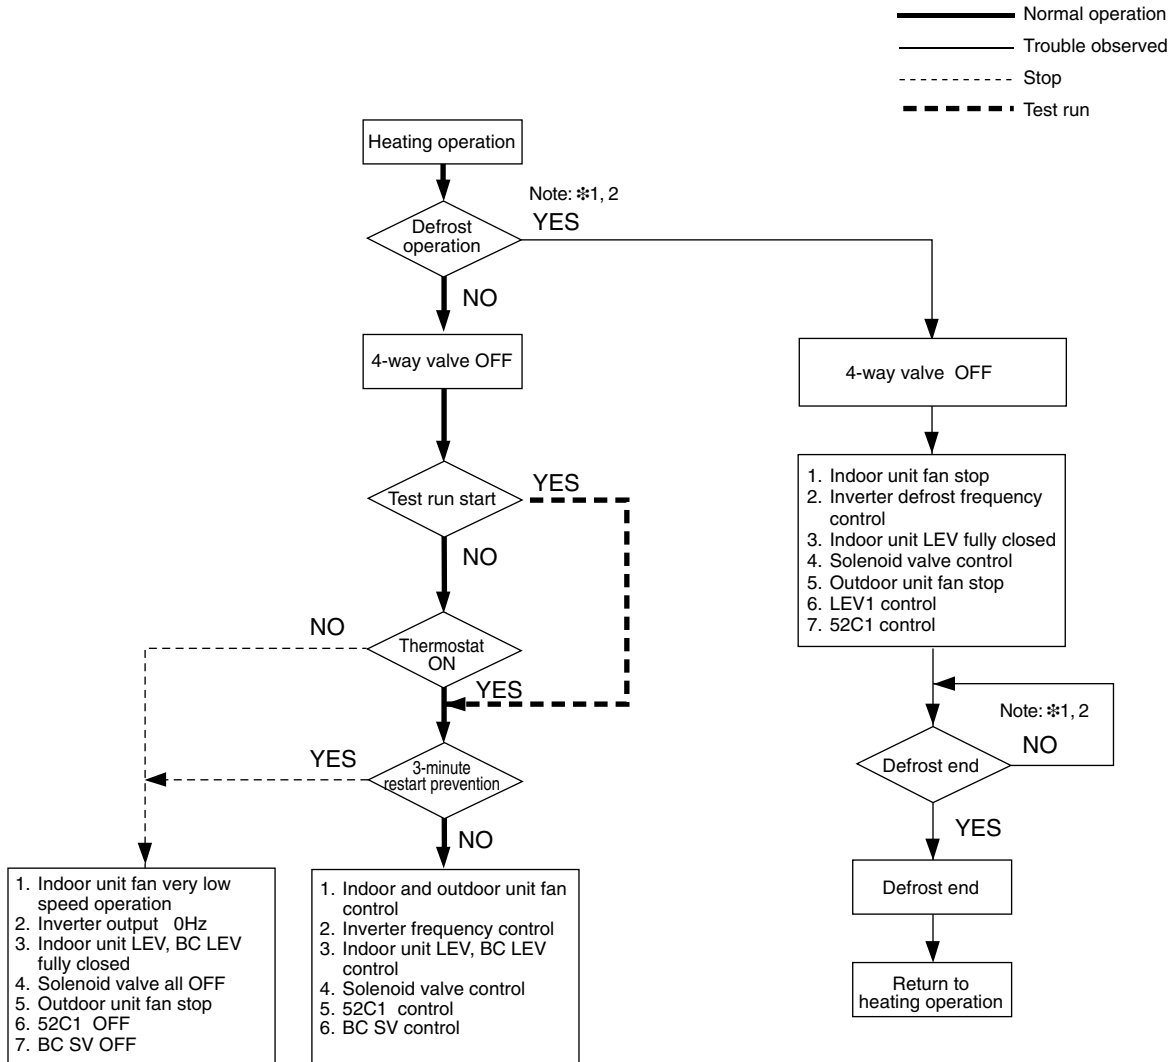 Normal operation
Trouble observed
Stop
Test run
Heating operation
Note: ✻1, 2
YES
Defrost
operation
NO
4-way valve OFF
4-way valve  OFF
Test run start
YES
NO
1. Indoor unit fan stop
2. Inverter defrost frequency
control
3. Indoor unit LEV fully closed
4. Solenoid valve control
5. Outdoor unit fan stop
6. LEV1 control
7. 52C1 control
NO
Thermostat
ON
YES
Note: ✻1, 2
NO
YES
3-minute
restart prevention
Defrost end
NO
YES
1. Indoor unit fan very low
speed operation
2. Inverter output   0Hz
3. Indoor unit LEV, BC LEV
fully closed
4. Solenoid valve all OFF
5. Outdoor unit fan stop
6. 52C1  OFF
7. BC SV OFF
1. Indoor and outdoor unit fan
control
2. Inverter frequency control
3. Indoor unit LEV, BC LEV
control
4. Solenoid valve control
5. 52C1  control
6. BC SV control
Defrost end
Return to
heating operation